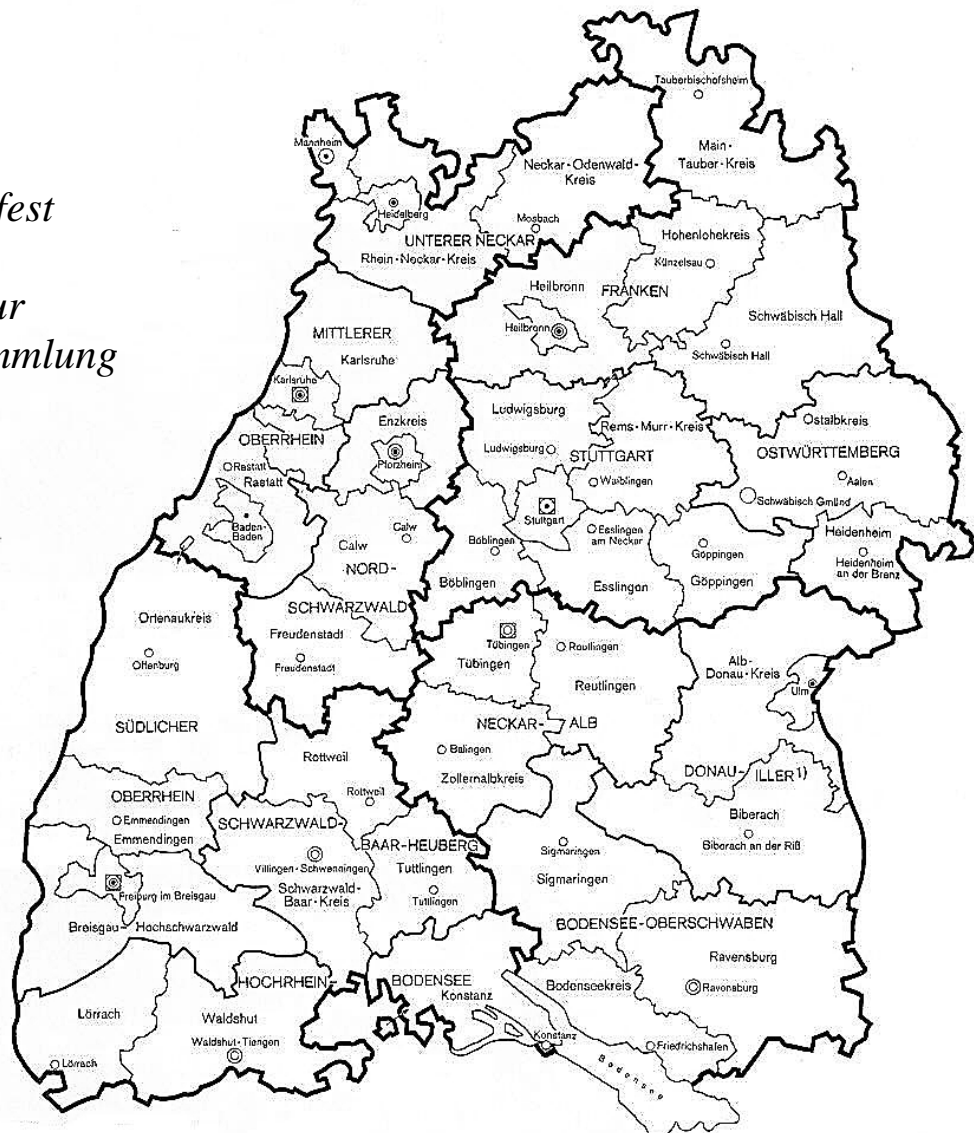 fest
ur
mmlung
Tauberbischofsheim
Main-
Tauber-Kreis
Mannheim
Neckar-Odenwald-
Kreis
Heidelberg
Mosbach
UNTERER NECKAR
Rhein-Neckar-Kreis
Hohenlohekreis
Künzelsau
Heilbronn
FRANKEN
Heilbronn
Schwäbisch Hall
Schwäbisch Hall
MITTLERER
Karlsruhe
Karlsruhe
Enzkreis
Pforzheim
OBERRHEIN
Rastatt
Rastatt
Baden-
Baden
Ludwigsburg
Ludwigsburg
Rems-Murr-Kreis
STUTTGART
Waiblingen
Stuttgart
Ostalbkreis
OSTWÜRTTEMBERG
Aalen
Schwäbisch Gmünd
Calw
Calw
NORD-
SCHWARZWALD
Böblingen
Böblingen
Esslingen
am Neckar
Esslingen
Göppingen
Göppingen
Heidenheim
Heidenheim
an der Brenz
Ortenaukreis
Offenburg
SÜDLICHER
Freudenstadt
Freudenstadt
Tübingen
Tübingen
Reutlingen
Reutlingen
NECKAR-
ALB
Balingen
Zollernalbkreis
Alb-
Donau-Kreis
Ulm
DONAU-
ILLER1)
Biberach
Biberach an der Riß
Rottweil
Rottweil
OBERRHEIN
Emmendingen
Emmendingen
SCHWARZWALD-
BAAR-HEUBERG
Villingen-Schwenningen
Schwarzwald-
Baar-Kreis
Tuttlingen
Tuttlingen
Sigmaringen
Sigmaringen
Freiburg im Breisgau
Breisgau-
Hochschwarzwald
BODENSEE-OBERSCHWABEN
Ravensburg
Ravensburg
HOCHRHEIN-
BODENSEE
Konstanz
Bodenseekreis
Lörrach
Lörrach
Waldshut
Waldshut-Tiengen
Konstanz
Friedrichshafen
Bodensee